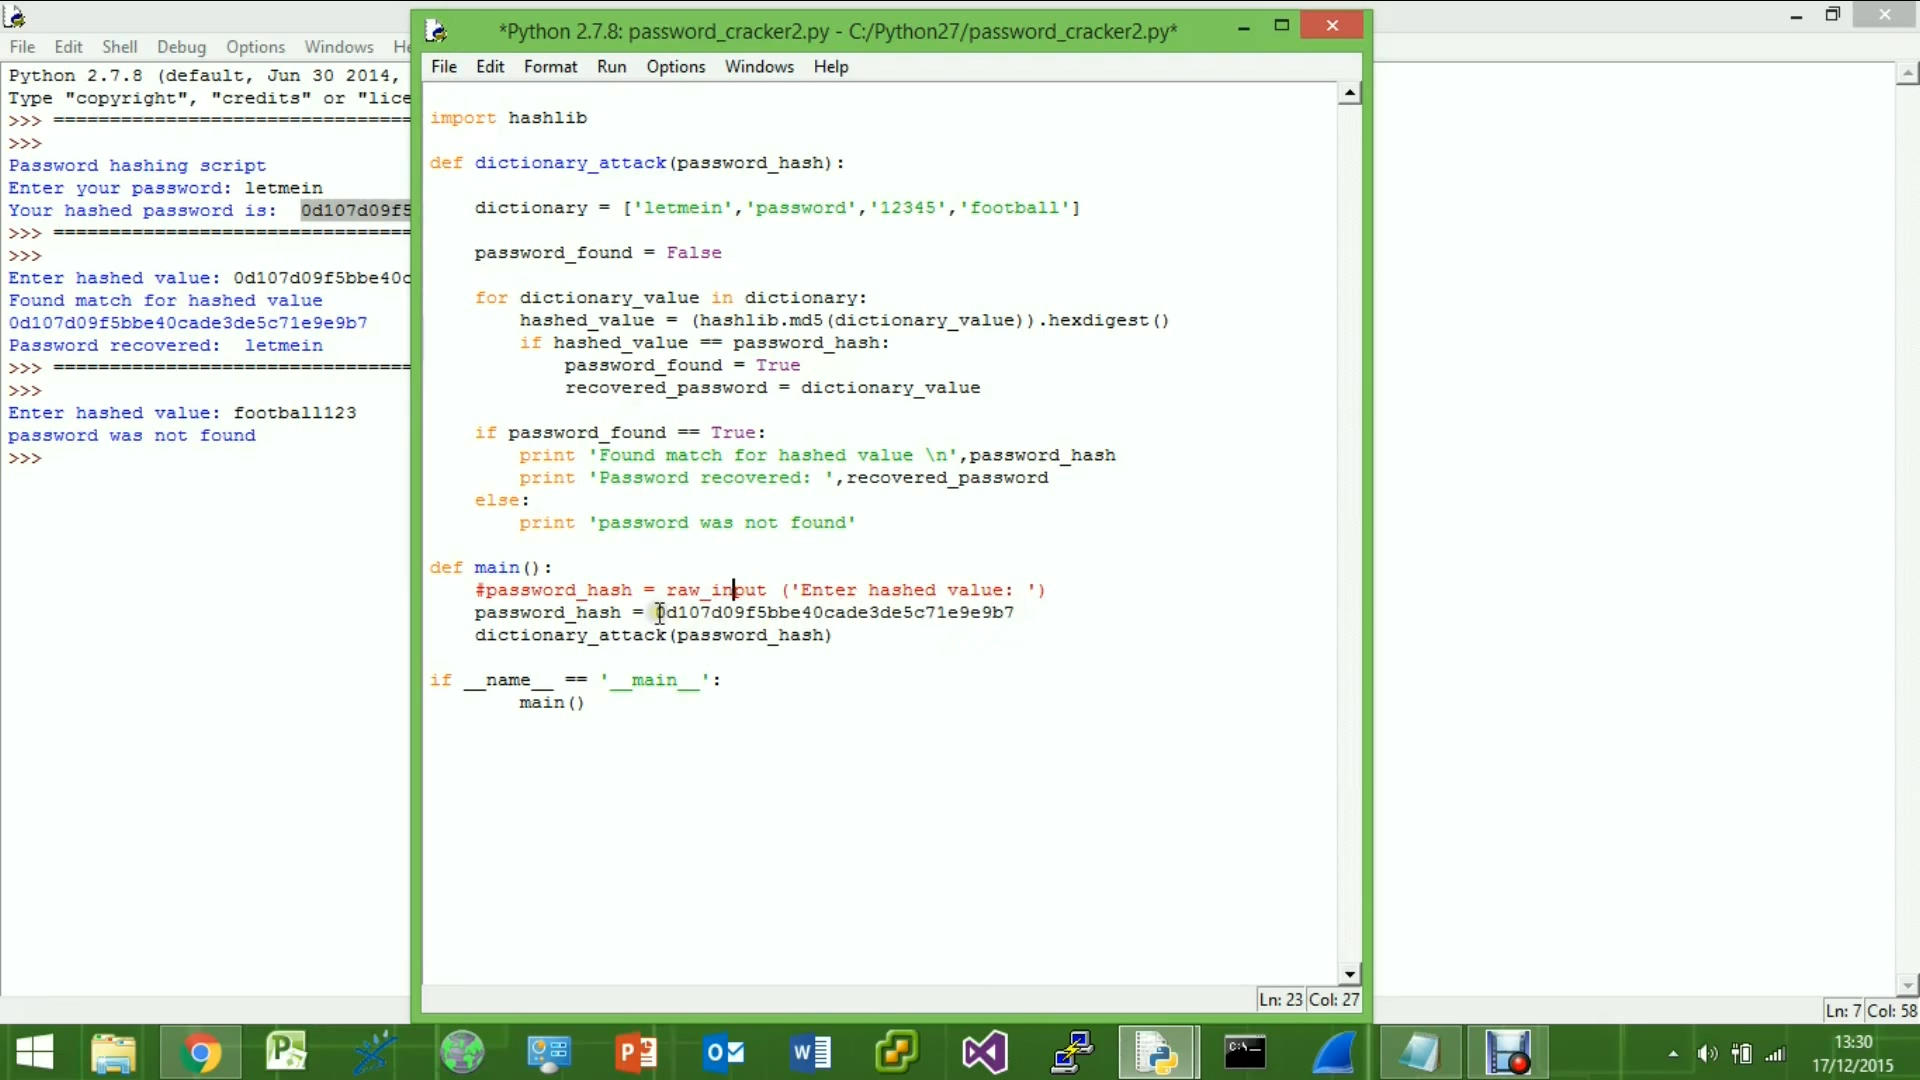 *Python 2.7.8: password_cracker2.py - C:/Python27/password_cracker2.py*
File Edit Shell Debug Options Windows He
Python 2.7.8 (default, Jun 30 2014,
Type "copyright", "credits" or "lice
>>> ================================
>>>
Password hashing script
Enter your password: letmein
Your hashed password is:  0d107d09f5
>>> ================================
>>>
Enter hashed value: 0d107d09f5bbe40c
Found match for hashed value
0d107d09f5bbe40cade3de5c71e9e9b7
Password recovered:  letmein
>>> ================================
>>>
Enter hashed value: football123
password was not found
>>>
File Edit Format Run Options Windows Help
import hashlib
def dictionary_attack(password_hash):
dictionary = ['letmein','password','12345','football']
password_found = False
for dictionary_value in dictionary:
hashed_value = (hashlib.md5(dictionary_value)).hexdigest()
if hashed_value == password_hash:
password_found = True
recovered_password = dictionary_value
if password_found == True:
print 'Found match for hashed value \n',password_hash
print 'Password recovered: ',recovered_password
else:
print 'password was not found'
def main():
#password_hash = raw_input ('Enter hashed value: ')
password_hash = 0d107d09f5bbe40cade3de5c71e9e9b7
dictionary_attack(password_hash)
if __name__ == '__main__':
main()
Ln: 23 Col: 27
Ln: 7 Col: 58
13:30
17/12/2015